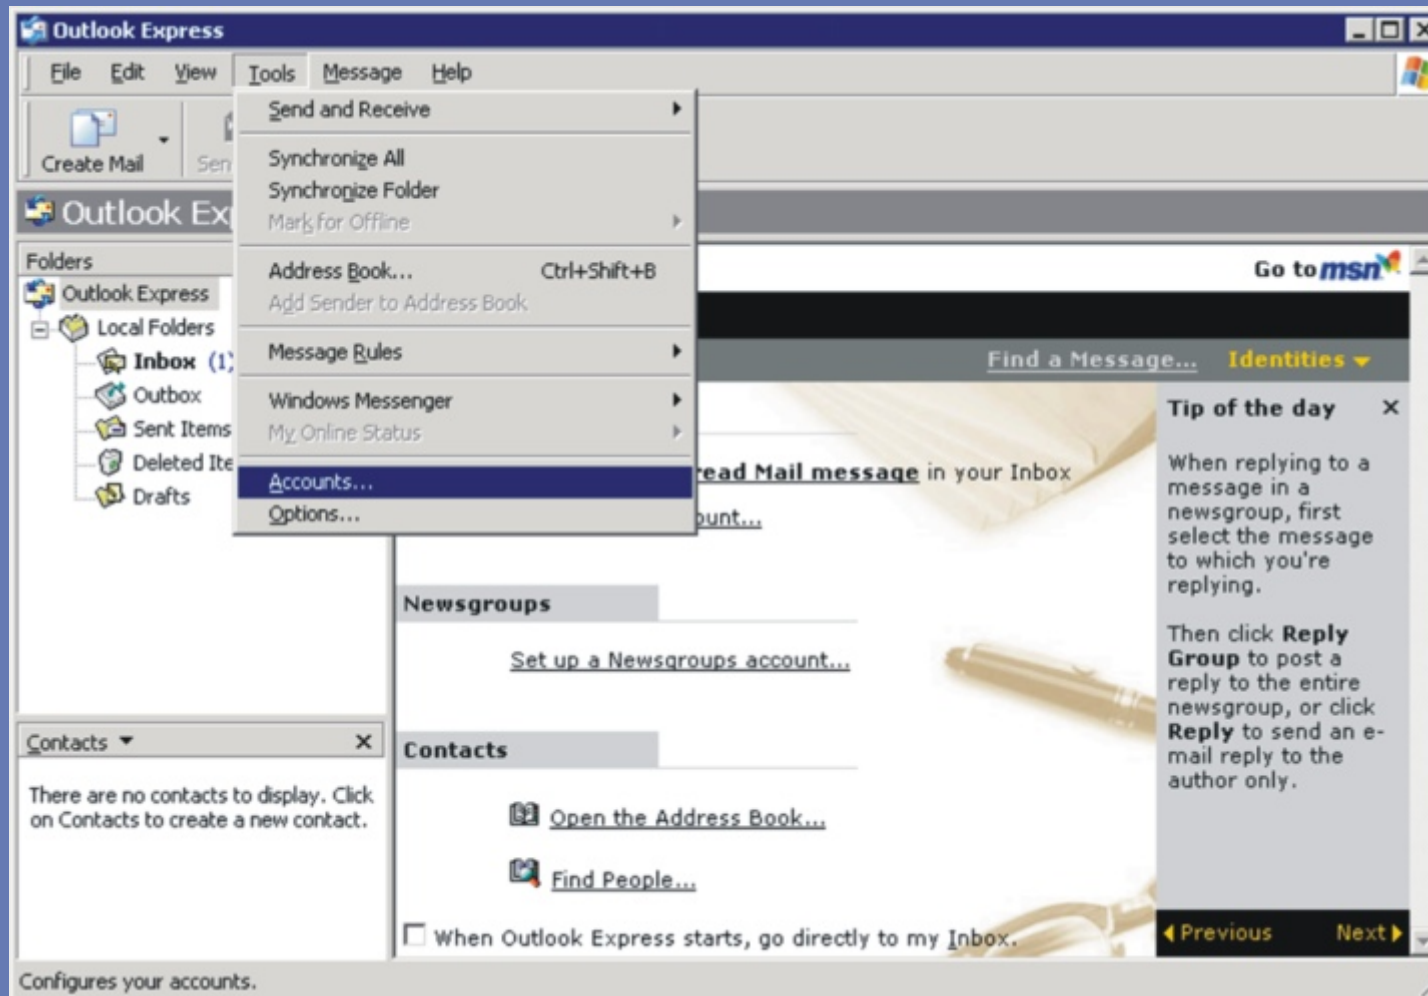 Outlook Express
File Edit View Tools Message Help
Create Mail Sen
Send and Receive
Synchronize All
Synchronize Folder
Mark for Offline
Address Book... Ctrl+Shift+B
Add Sender to Address Book
Message Rules
Windows Messenger
My Online Status
Accounts...
Options...
Outlook Ex
Folders
Outlook Express
Local Folders
Inbox (1)
Outbox
Sent Items
Deleted Ite
Drafts
Contacts
There are no contacts to display. Click
on Contacts to create a new contact.
Go to msn
Find a Message... Identities
read Mail message in your Inbox
ount...
Newsgroups
Set up a Newsgroups account...
Contacts
Open the Address Book...
Find People...
When Outlook Express starts, go directly to my Inbox.
Tip of the day
When replying to a
message in a
newsgroup, first
select the message
to which you're
replying.
Then click Reply
Group to post a
reply to the entire
newsgroup, or click
Reply to send an e-
mail reply to the
author only.
Previous Next
Configures your accounts.